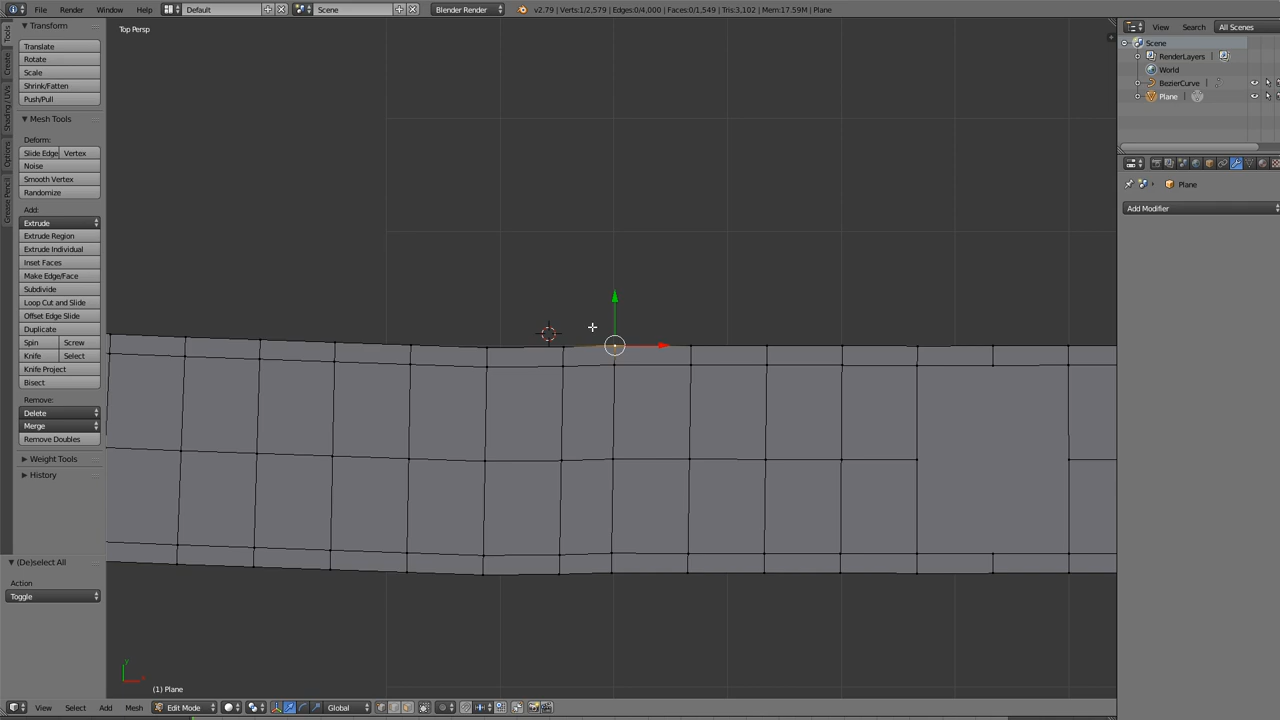 File Render Window Help Default Scene Blender Render v2.79 | Verts:1/2,579 | Edges:0/4,000 | Faces:0/1,549 | Tris:3,102 | Mem:17.59M | Plane
Tools
Create
Shading / UVs
Options
Grease Pencil
Transform
Translate
Rotate
Scale
Shrink/Fatten
Push/Pull
Mesh Tools
Deform:
Slide Edge Vertex
Noise
Smooth Vertex
Randomize
Add:
Extrude
Extrude Region
Extrude Individual
Inset Faces
Make Edge/Face
Subdivide
Loop Cut and Slide
Offset Edge Slide
Duplicate
Spin Screw
Knife Select
Knife Project
Bisect
Remove:
Delete
Merge
Remove Doubles
Weight Tools
History
(De)select All
Action
Toggle
Top Persp
(1) Plane
View Select Add Mesh Edit Mode Global
View Search All Scenes
Scene
RenderLayers
World
BezierCurve
Plane
Plane
Add Modifier